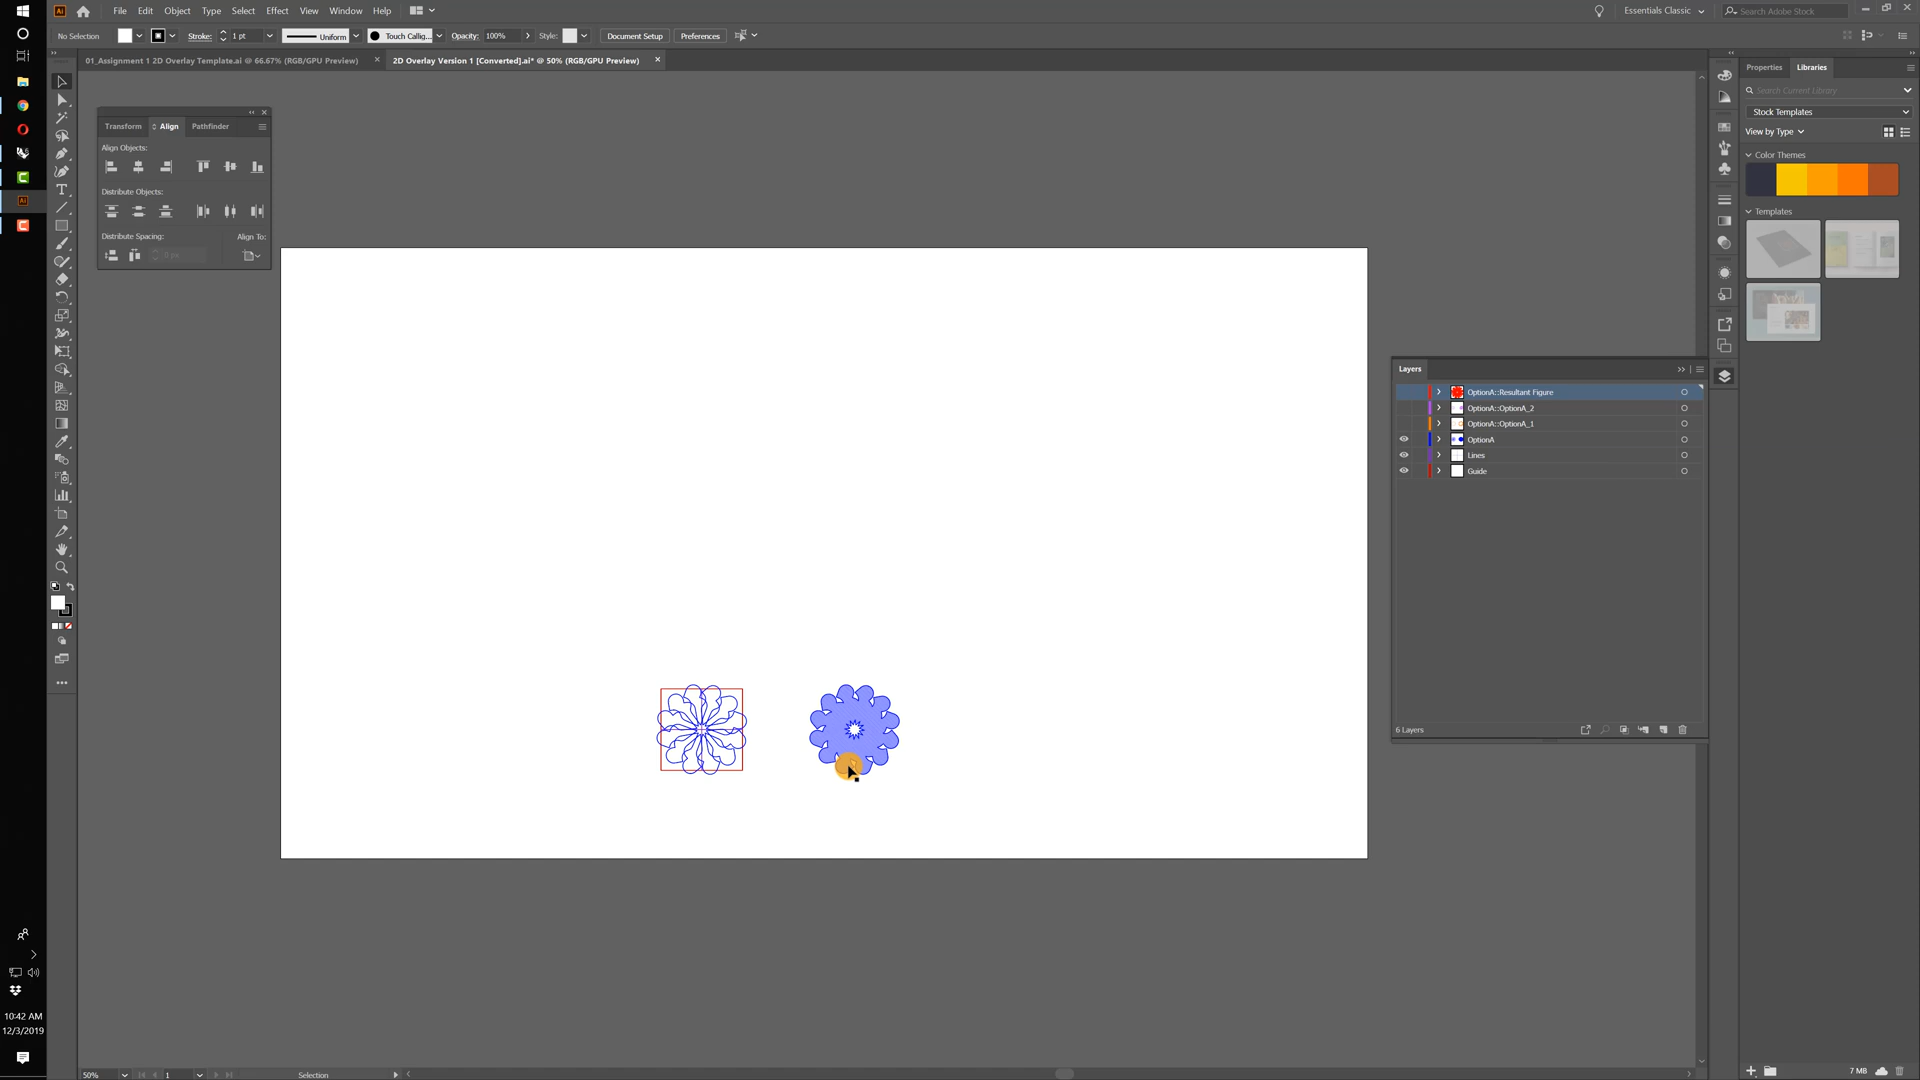 Ai File Edit Object Type Select Effect View Window Help Essentials Classic Search Adobe Stock
No Selection Stroke: 1 pt Uniform Touch Callig... Opacity: 100% Style: Document Setup Preferences
01_Assignment 1 2D Overlay Template.ai @ 66.67% (RGB/GPU Preview) × 2D Overlay Version 1 [Converted].ai* @ 50% (RGB/GPU Preview) ×
Properties Libraries
Search Current Library
Stock Templates
View by Type
Color Themes
Templates
Transform Align Pathfinder
Align Objects:
Distribute Objects:
Distribute Spacing: Align To:
0 px
Layers
OptionA::Resultant Figure
OptionA::OptionA_2
OptionA::OptionA_1
OptionA
Lines
Guide
6 Layers
Ai
10:42 AM
12/3/2019
50% 1 Selection
7 MB